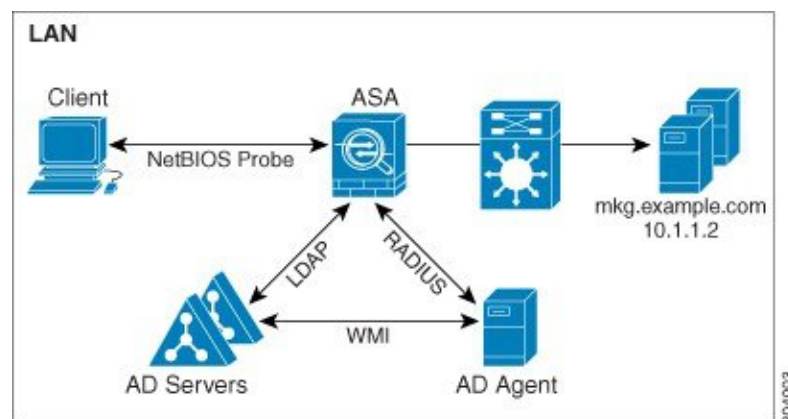 LAN
Client
ASA
NetBIOS Probe
mkg.example.com
10.1.1.2
LDAP
RADIUS
WMI
AD Servers
AD Agent